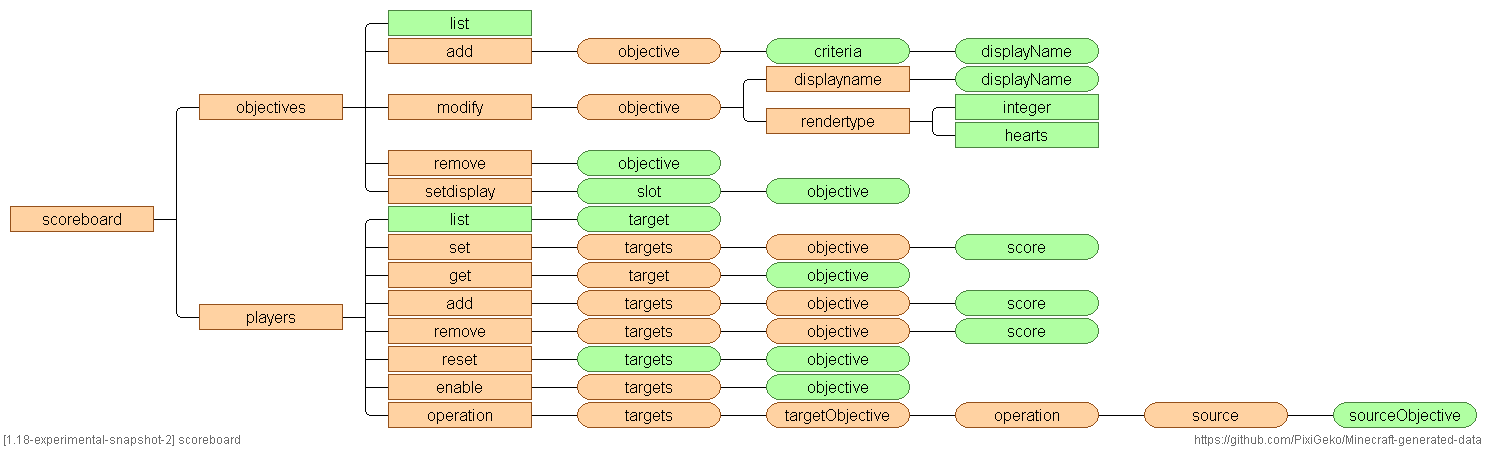 list
add objective criteria displayName
displayname displayName
objectives modify objective integer
rendertype
hearts
remove objective
setdisplay slot objective
scoreboard list target
set targets objective score
get target objective
add targets objective score
players
remove targets objective score
reset targets objective
enable targets objective
operation targets targetObjective operation source sourceObjective
[1.18-experimental-snapshot-2] scoreboard https://github.com/PixiGeko/Minecraft-generated-data